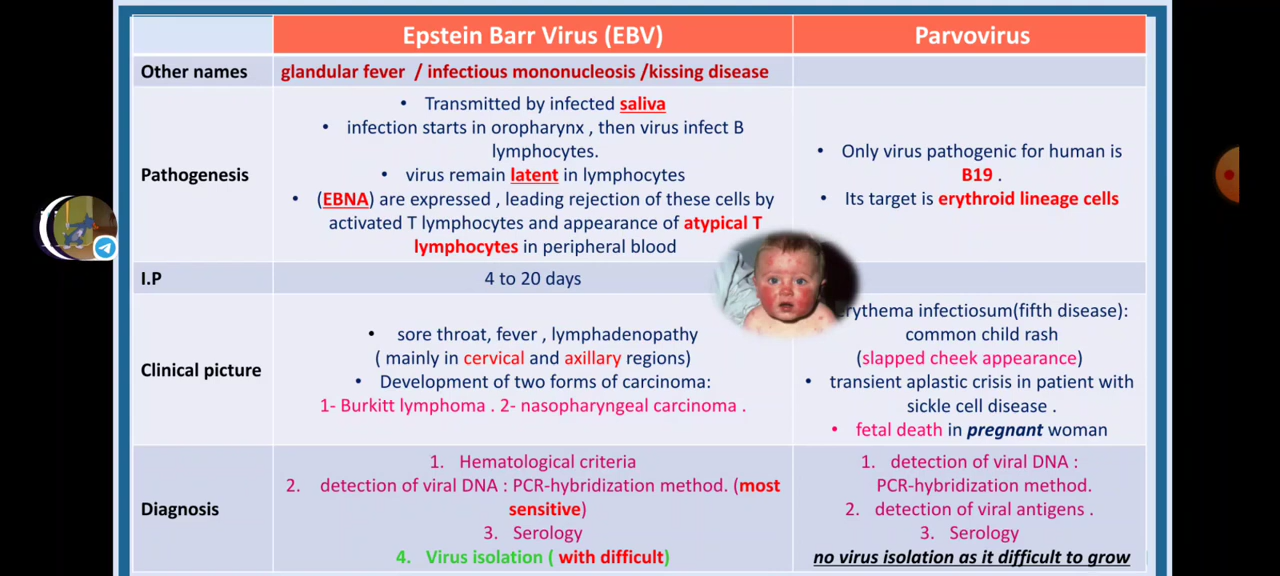 Epstein Barr Virus (EBV)
Parvovirus
Other names
glandular fever / infectious mononucleosis /kissing disease
Pathogenesis
• Transmitted by infected saliva
• infection starts in oropharynx , then virus infect B
lymphocytes.
• virus remain latent in lymphocytes
• (EBNA) are expressed , leading rejection of these cells by
activated T lymphocytes and appearance of atypical T
lymphocytes in peripheral blood
• Only virus pathogenic for human is
B19 .
• Its target is erythroid lineage cells
I.P
4 to 20 days
Clinical picture
• sore throat, fever , lymphadenopathy
( mainly in cervical and axillary regions)
• Development of two forms of carcinoma:
1- Burkitt lymphoma . 2- nasopharyngeal carcinoma .
erythema infectiosum(fifth disease):
common child rash
(slapped cheek appearance)
• transient aplastic crisis in patient with
sickle cell disease .
• fetal death in pregnant woman
Diagnosis
1. Hematological criteria
2. detection of viral DNA : PCR-hybridization method. (most
sensitive)
3. Serology
4. Virus isolation ( with difficult)
1. detection of viral DNA :
PCR-hybridization method.
2. detection of viral antigens .
3. Serology
no virus isolation as it difficult to grow